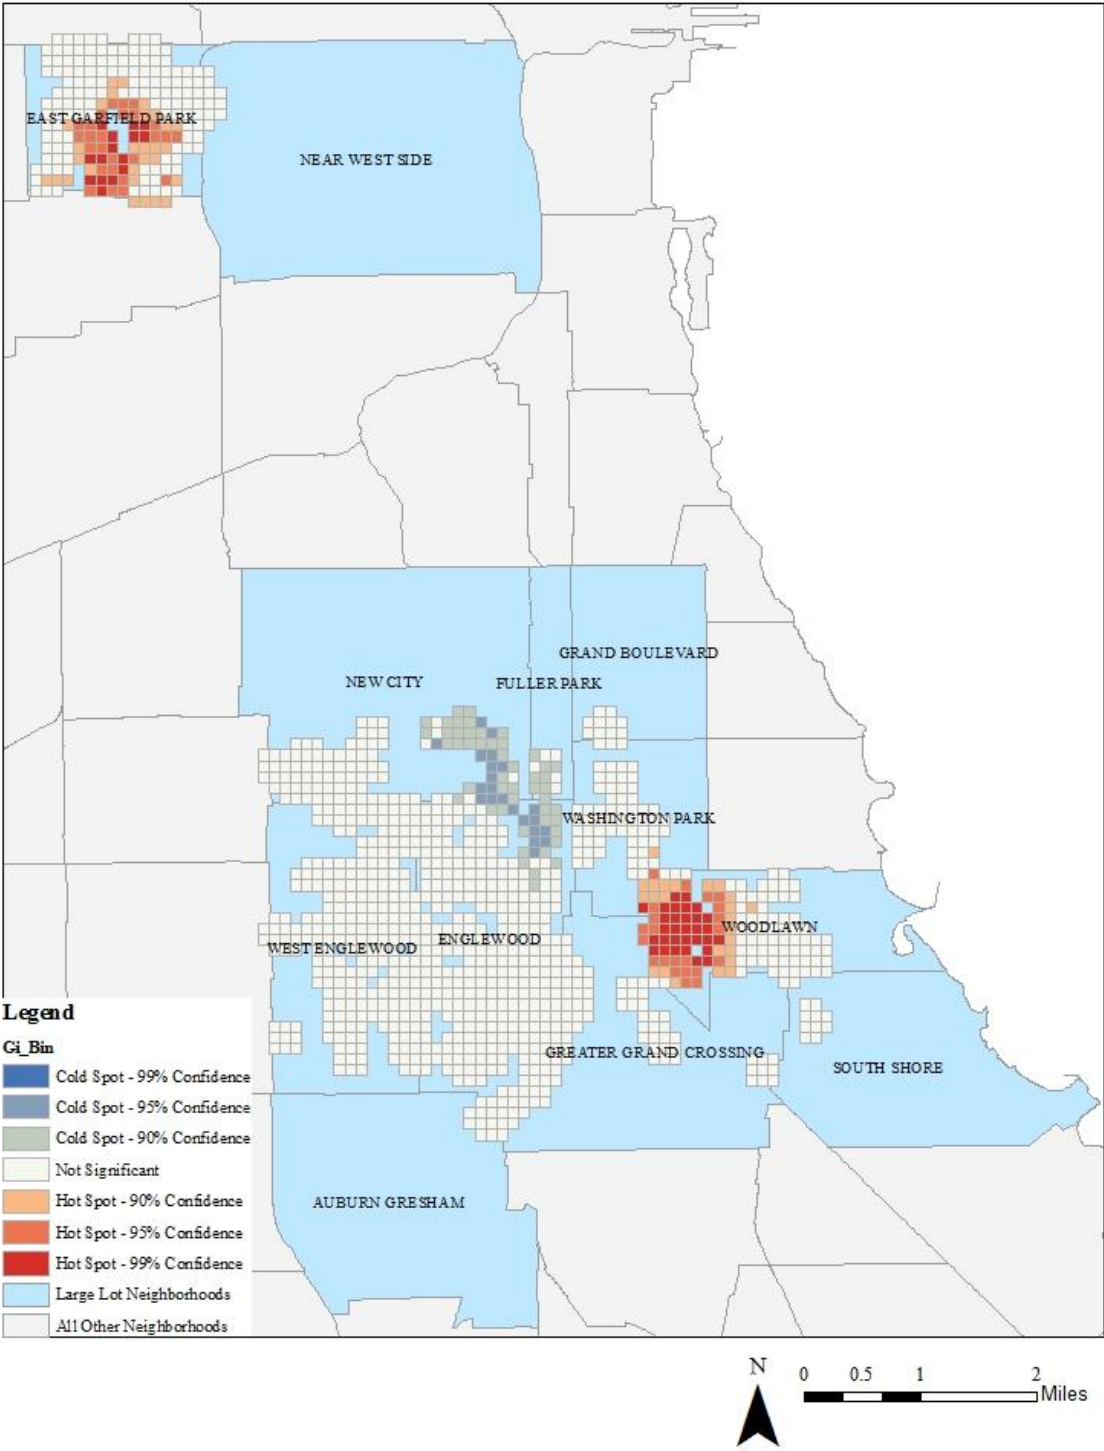 EAST GARFIELD PARK
NEAR WEST SIDE
GRAND BOULEVARD
NEW CITY
FULLER PARK
WASHINGTON PARK
WOODLAWN
ENGLEWOOD
WEST ENGLEWOOD
GREATER GRAND CROSSING
SOUTH SHORE
AUBURN GRESHAM
Legend
Gi_Bin
Cold Spot - 99% Confidence
Cold Spot - 95% Confidence
Cold Spot - 90% Confidence
Not Significant
Hot Spot - 90% Confidence
Hot Spot - 95% Confidence
Hot Spot - 99% Confidence
Large Lot Neighborhoods
All Other Neighborhoods
N
0 0.5 1 2
Miles